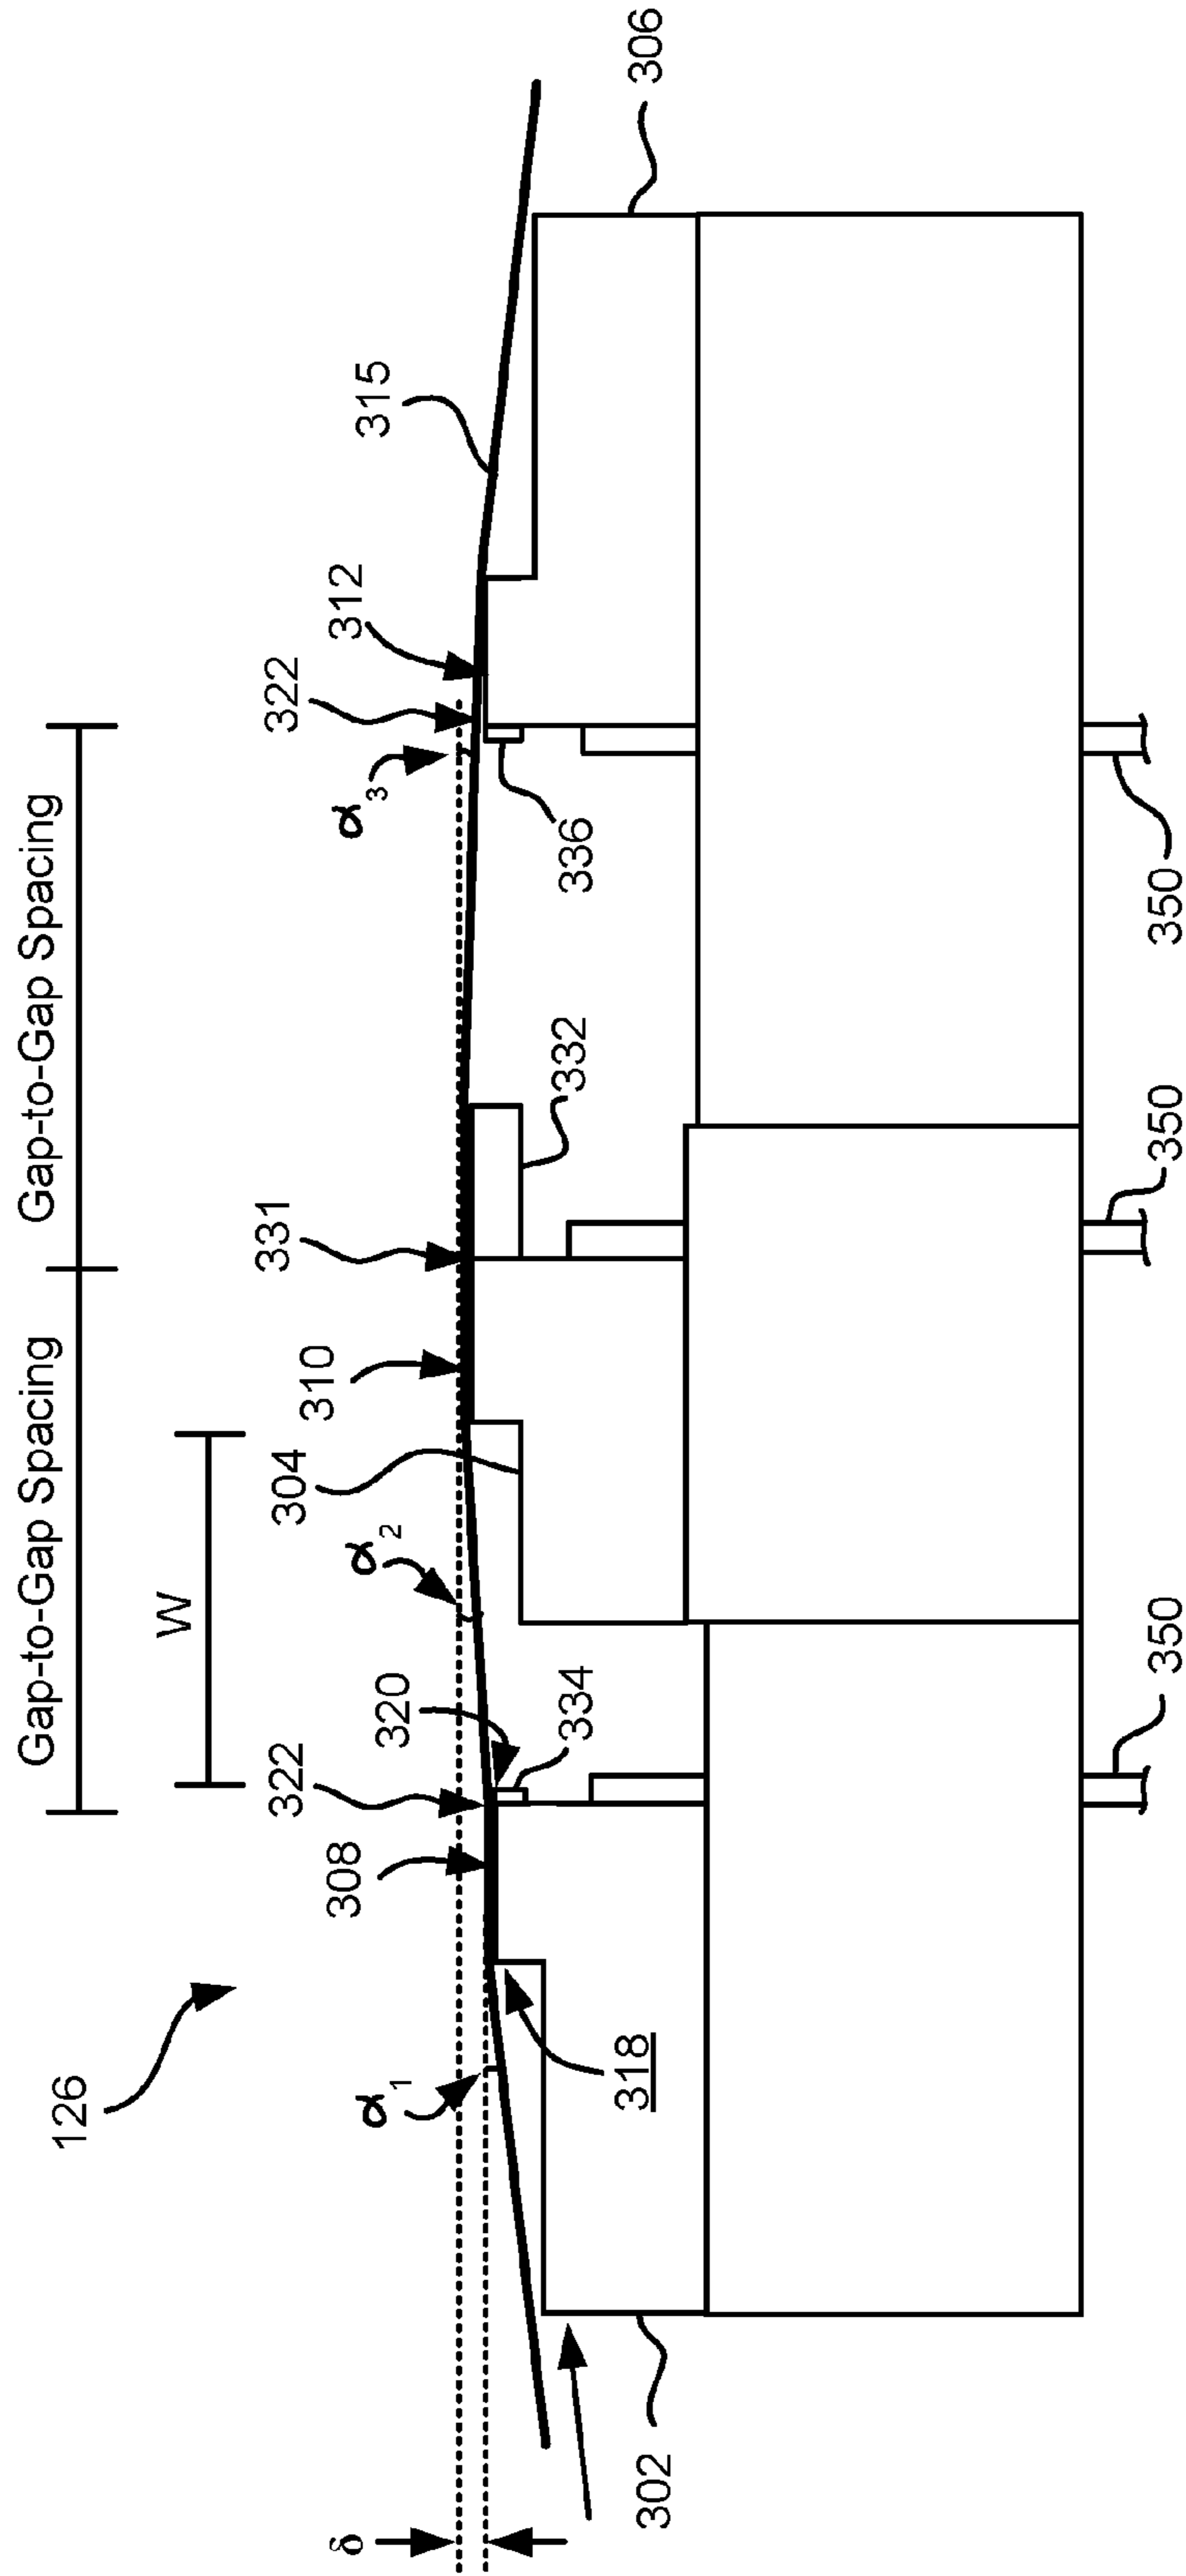 Gap-to-Gap Spacing
Gap-to-Gap Spacing
W
126
δ
α1
308
322
320
334
α2
304
310
331
332
α3
322
312
315
336
306
318
302
350
350
350